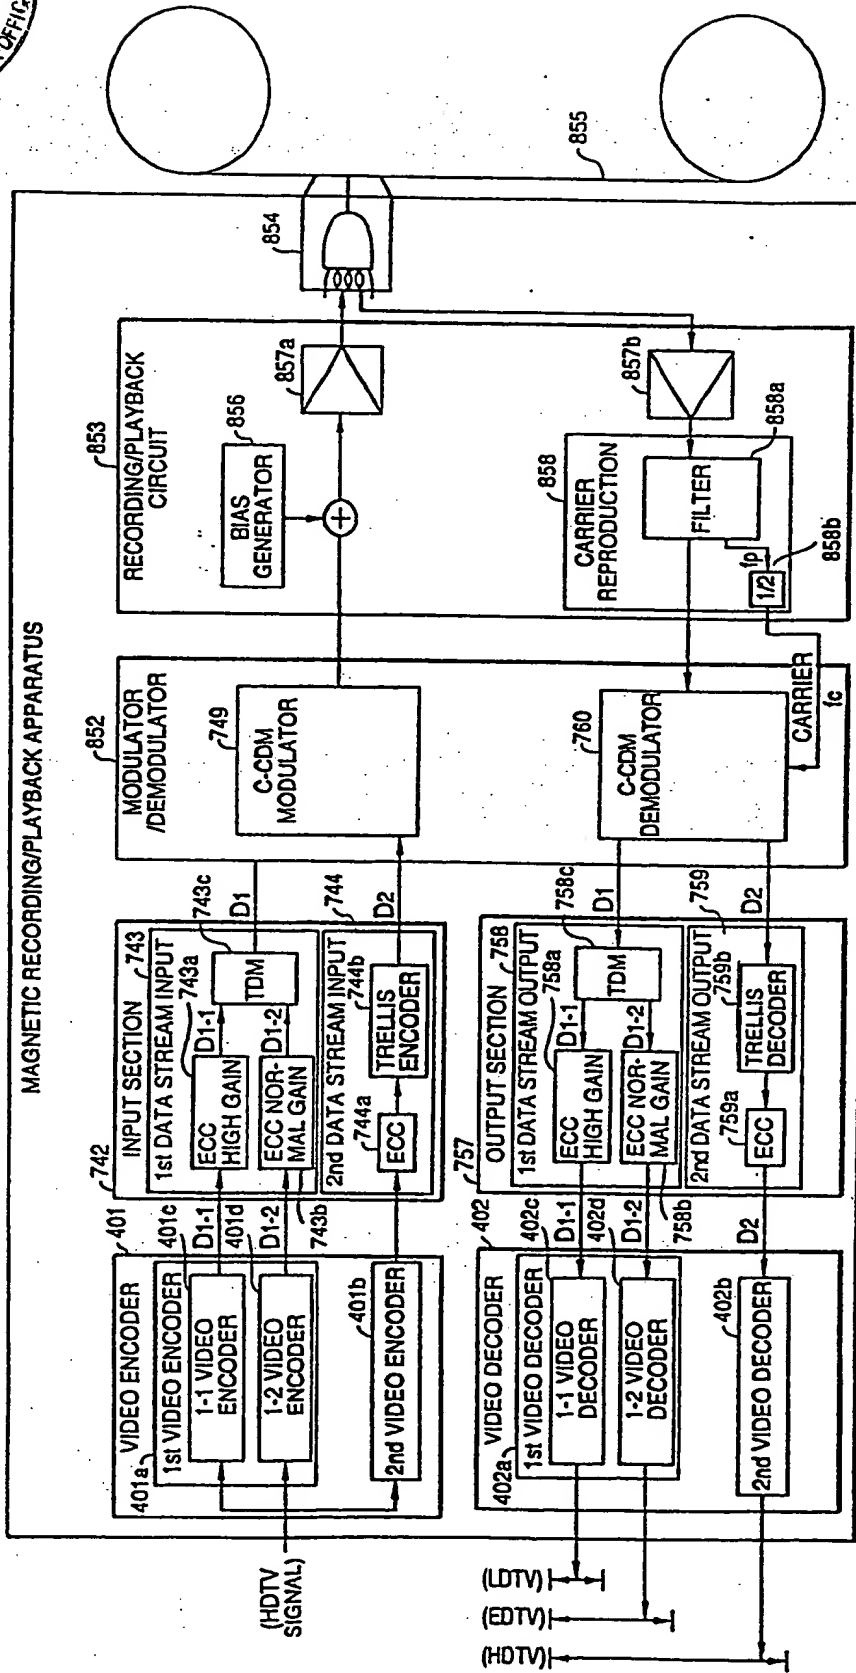 OFFIC
MAGNETIC RECORDING/PLAYBACK APPARATUS
(HDTV
SIGNAL)
401
VIDEO ENCODER
401a
1st VIDEO ENCODER
401c
1-1 VIDEO
ENCODER
401d
1-2 VIDEO
ENCODER
401b
2nd VIDEO ENCODER
D1-1
D1-2
742
INPUT SECTION
743
1st DATA STREAM INPUT
743a
ECC
HIGH GAIN
ECC NOR-
MAL GAIN
743b
D1-1
D1-2
743c
TDM
744
2nd DATA STREAM INPUT
744a
ECC
744b
TRELLIS
ENCODER
D1
D2
852
MODULATOR
/DEMODULATOR
749
C-CDM
MODULATOR
853
RECORDING/PLAYBACK
CIRCUIT
856
BIAS
GENERATOR
+
857a
854
855
857b
858
CARRIER
REPRODUCTION
858a
FILTER
fp
1/2
858b
CARRIER
fc
760
C-CDM
DEMODULATOR
D1
D2
757
OUTPUT SECTION
758
1st DATA STREAM OUTPUT
758a
ECC
HIGH GAIN
ECC NOR-
MAL GAIN
758b
D1-1
D1-2
758c
TDM
759
2nd DATA STREAM OUTPUT
759a
ECC
759b
TRELLIS
DECODER
D1-1
D1-2
D2
402
VIDEO DECODER
402a
1st VIDEO DECODER
402c
1-1 VIDEO
DECODER
402d
1-2 VIDEO
DECODER
402b
2nd VIDEO DECODER
(LDTV)
(EDTV)
(HDTV)